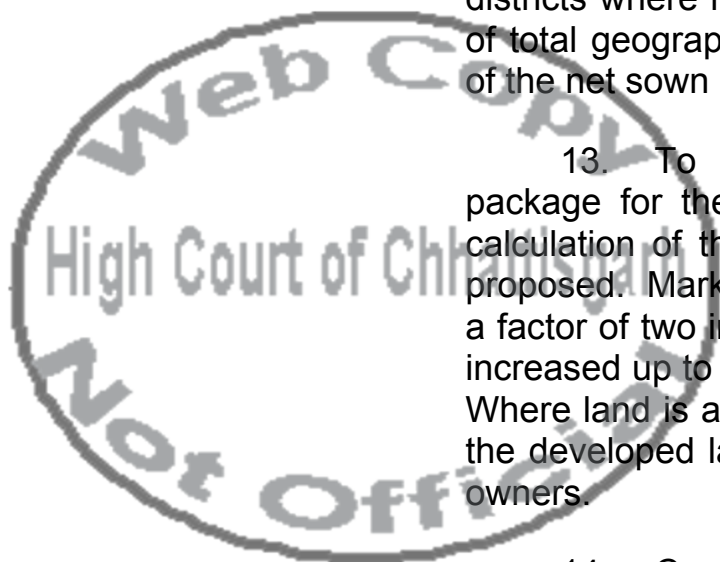 Web Copy
High Court of Chhattisgarh
Not Official
districts where
of total geograp
of the net sown
13. To
package for the
calculation of th
proposed. Mark
a factor of two i
increased up to
Where land is a
the developed la
owners.